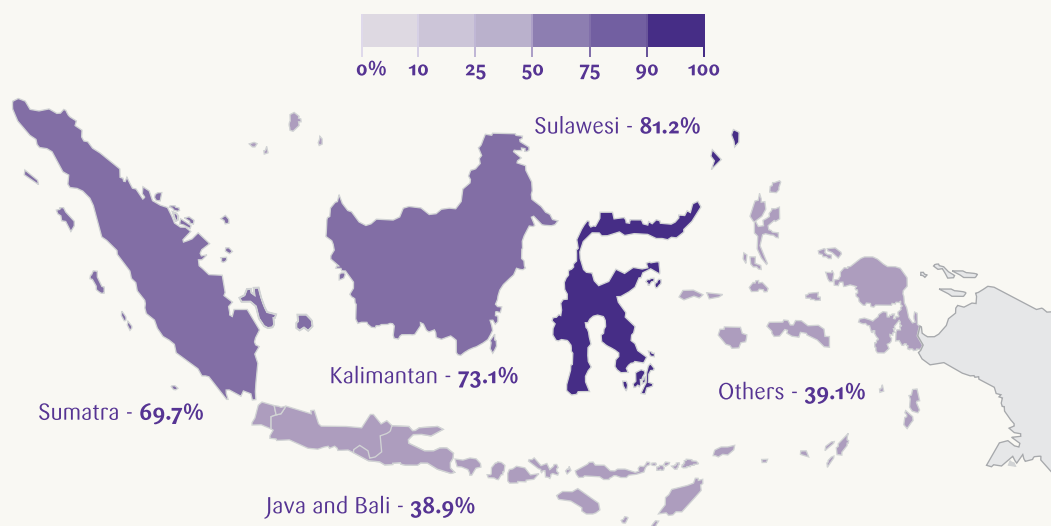 0% 10 25 50 75 90 100
Sulawesi - 81.2%
Kalimantan - 73.1%
Others - 39.1%
Sumatra - 69.7%
Java and Bali - 38.9%